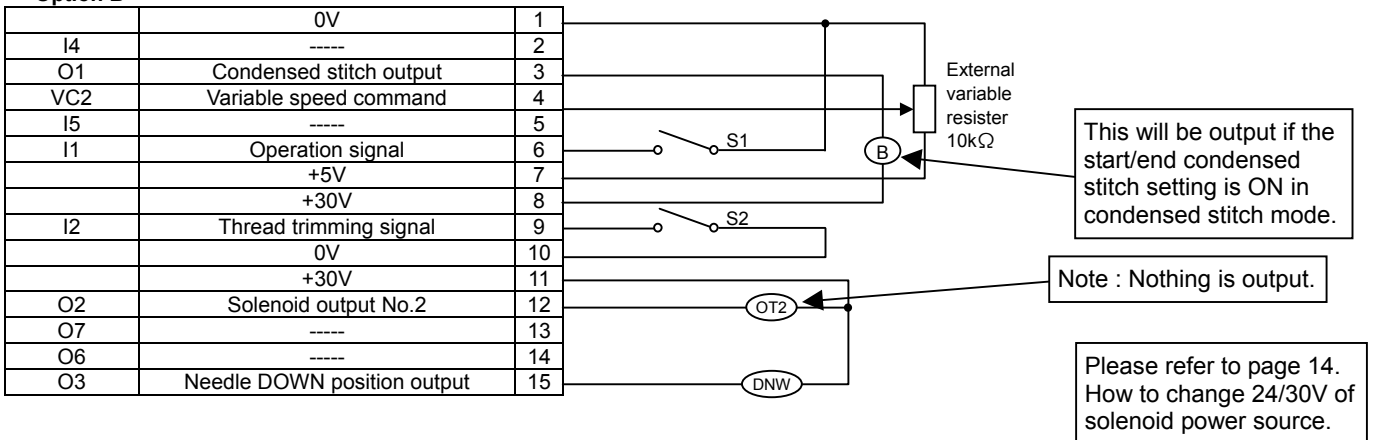 Option B
0V 1
I4 ----- 2
O1 Condensed stitch output 3
VC2 Variable speed command 4
I5 ----- 5
I1 Operation signal 6
+5V 7
+30V 8
I2 Thread trimming signal 9
0V 10
+30V 11
O2 Solenoid output No.2 12
O7 ----- 13
O6 ----- 14
O3 Needle DOWN position output 15
S1
S2
B
OT2
DNW
External
variable
resister
10kΩ
This will be output if the
start/end condensed
stitch setting is ON in
condensed stitch mode.
Note : Nothing is output.
Please refer to page 14.
How to change 24/30V of
solenoid power source.